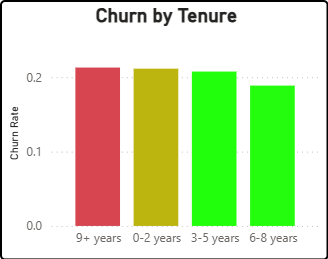 Churn by Tenure
0.2
0.1
0.0
Churn Rate
9+ years 0-2 years 3-5 years 6-8 years